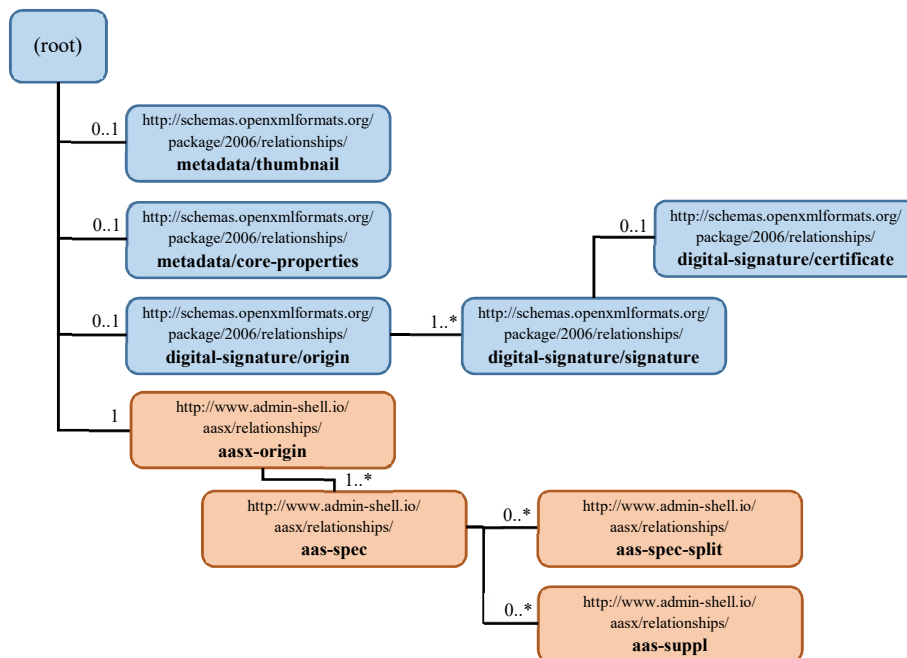 (root)
0..1
http://schemas.openxmlformats.org/
package/2006/relationships/
metadata/thumbnail
0..1
http://schemas.openxmlformats.org/
package/2006/relationships/
metadata/core-properties
0..1
http://schemas.openxmlformats.org/
package/2006/relationships/
digital-signature/certificate
0..1
http://schemas.openxmlformats.org/
package/2006/relationships/
digital-signature/origin
1..*
http://schemas.openxmlformats.org/
package/2006/relationships/
digital-signature/signature
1
http://www.admin-shell.io/
aasx/relationships/
aasx-origin
1..*
http://www.admin-shell.io/
aasx/relationships/
aas-spec
0..*
http://www.admin-shell.io/
aasx/relationships/
aas-spec-split
0..*
http://www.admin-shell.io/
aasx/relationships/
aas-suppl